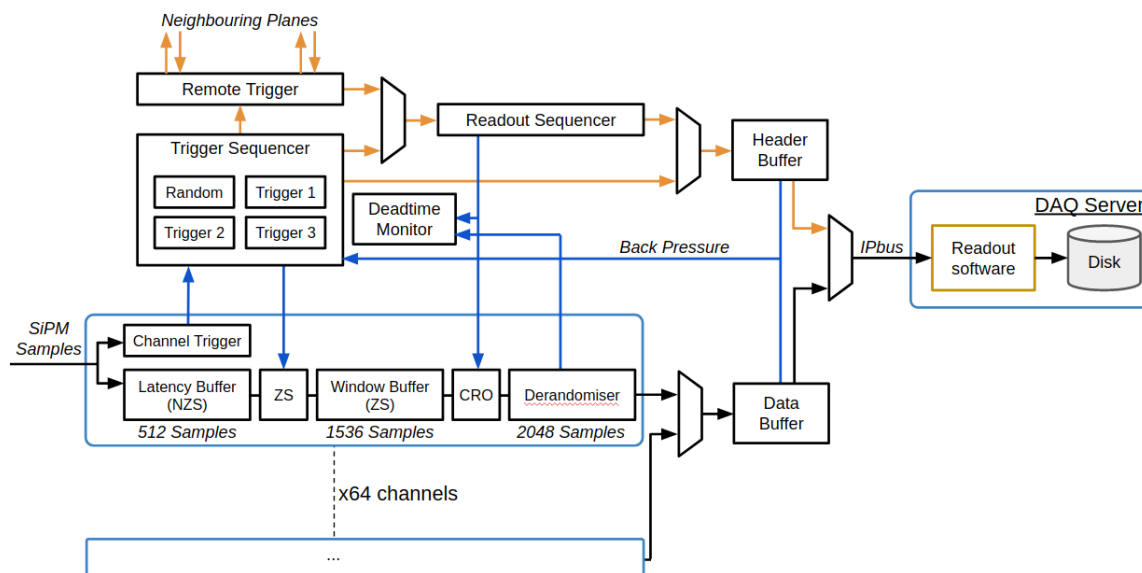 Neighbouring Planes
Remote Trigger
Readout Sequencer
Trigger Sequencer
Random
Trigger 1
Trigger 2
Trigger 3
Deadtime
Monitor
Header
Buffer
Back Pressure
IPbus
DAQ Server
Readout
software
Disk
SiPM
Samples
Channel Trigger
Latency Buffer
(NZS)
ZS
Window Buffer
(ZS)
CRO
Derandomiser
Data
Buffer
512 Samples
1536 Samples
2048 Samples
x64 channels
...